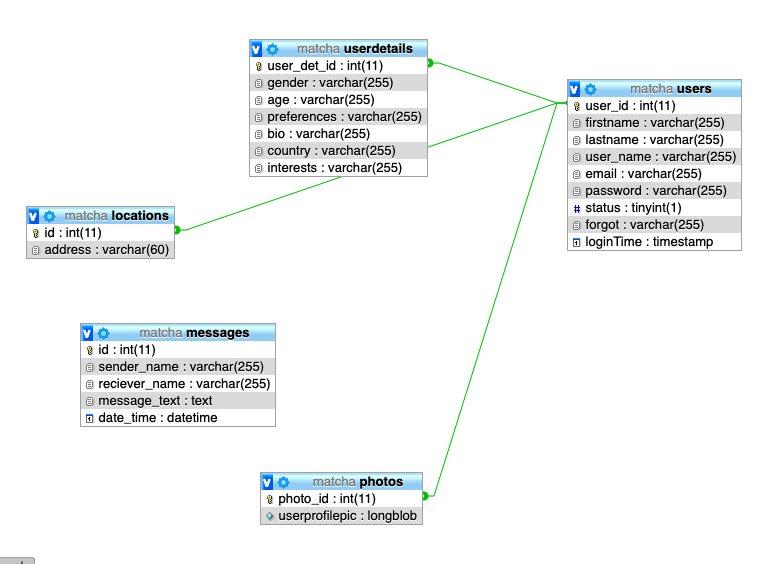 matcha userdetails
user_det_id : int(11)
gender : varchar(255)
age : varchar(255)
preferences : varchar(255)
bio : varchar(255)
country : varchar(255)
interests : varchar(255)
matcha users
user_id : int(11)
firstname : varchar(255)
lastname : varchar(255)
user_name : varchar(255)
email : varchar(255)
password : varchar(255)
# status : tinyint(1)
forgot : varchar(255)
loginTime : timestamp
matcha locations
id : int(11)
address : varchar(60)
matcha messages
id : int(11)
sender_name : varchar(255)
reciever_name : varchar(255)
message_text : text
date_time : datetime
matcha photos
photo_id : int(11)
userprofilepic : longblob